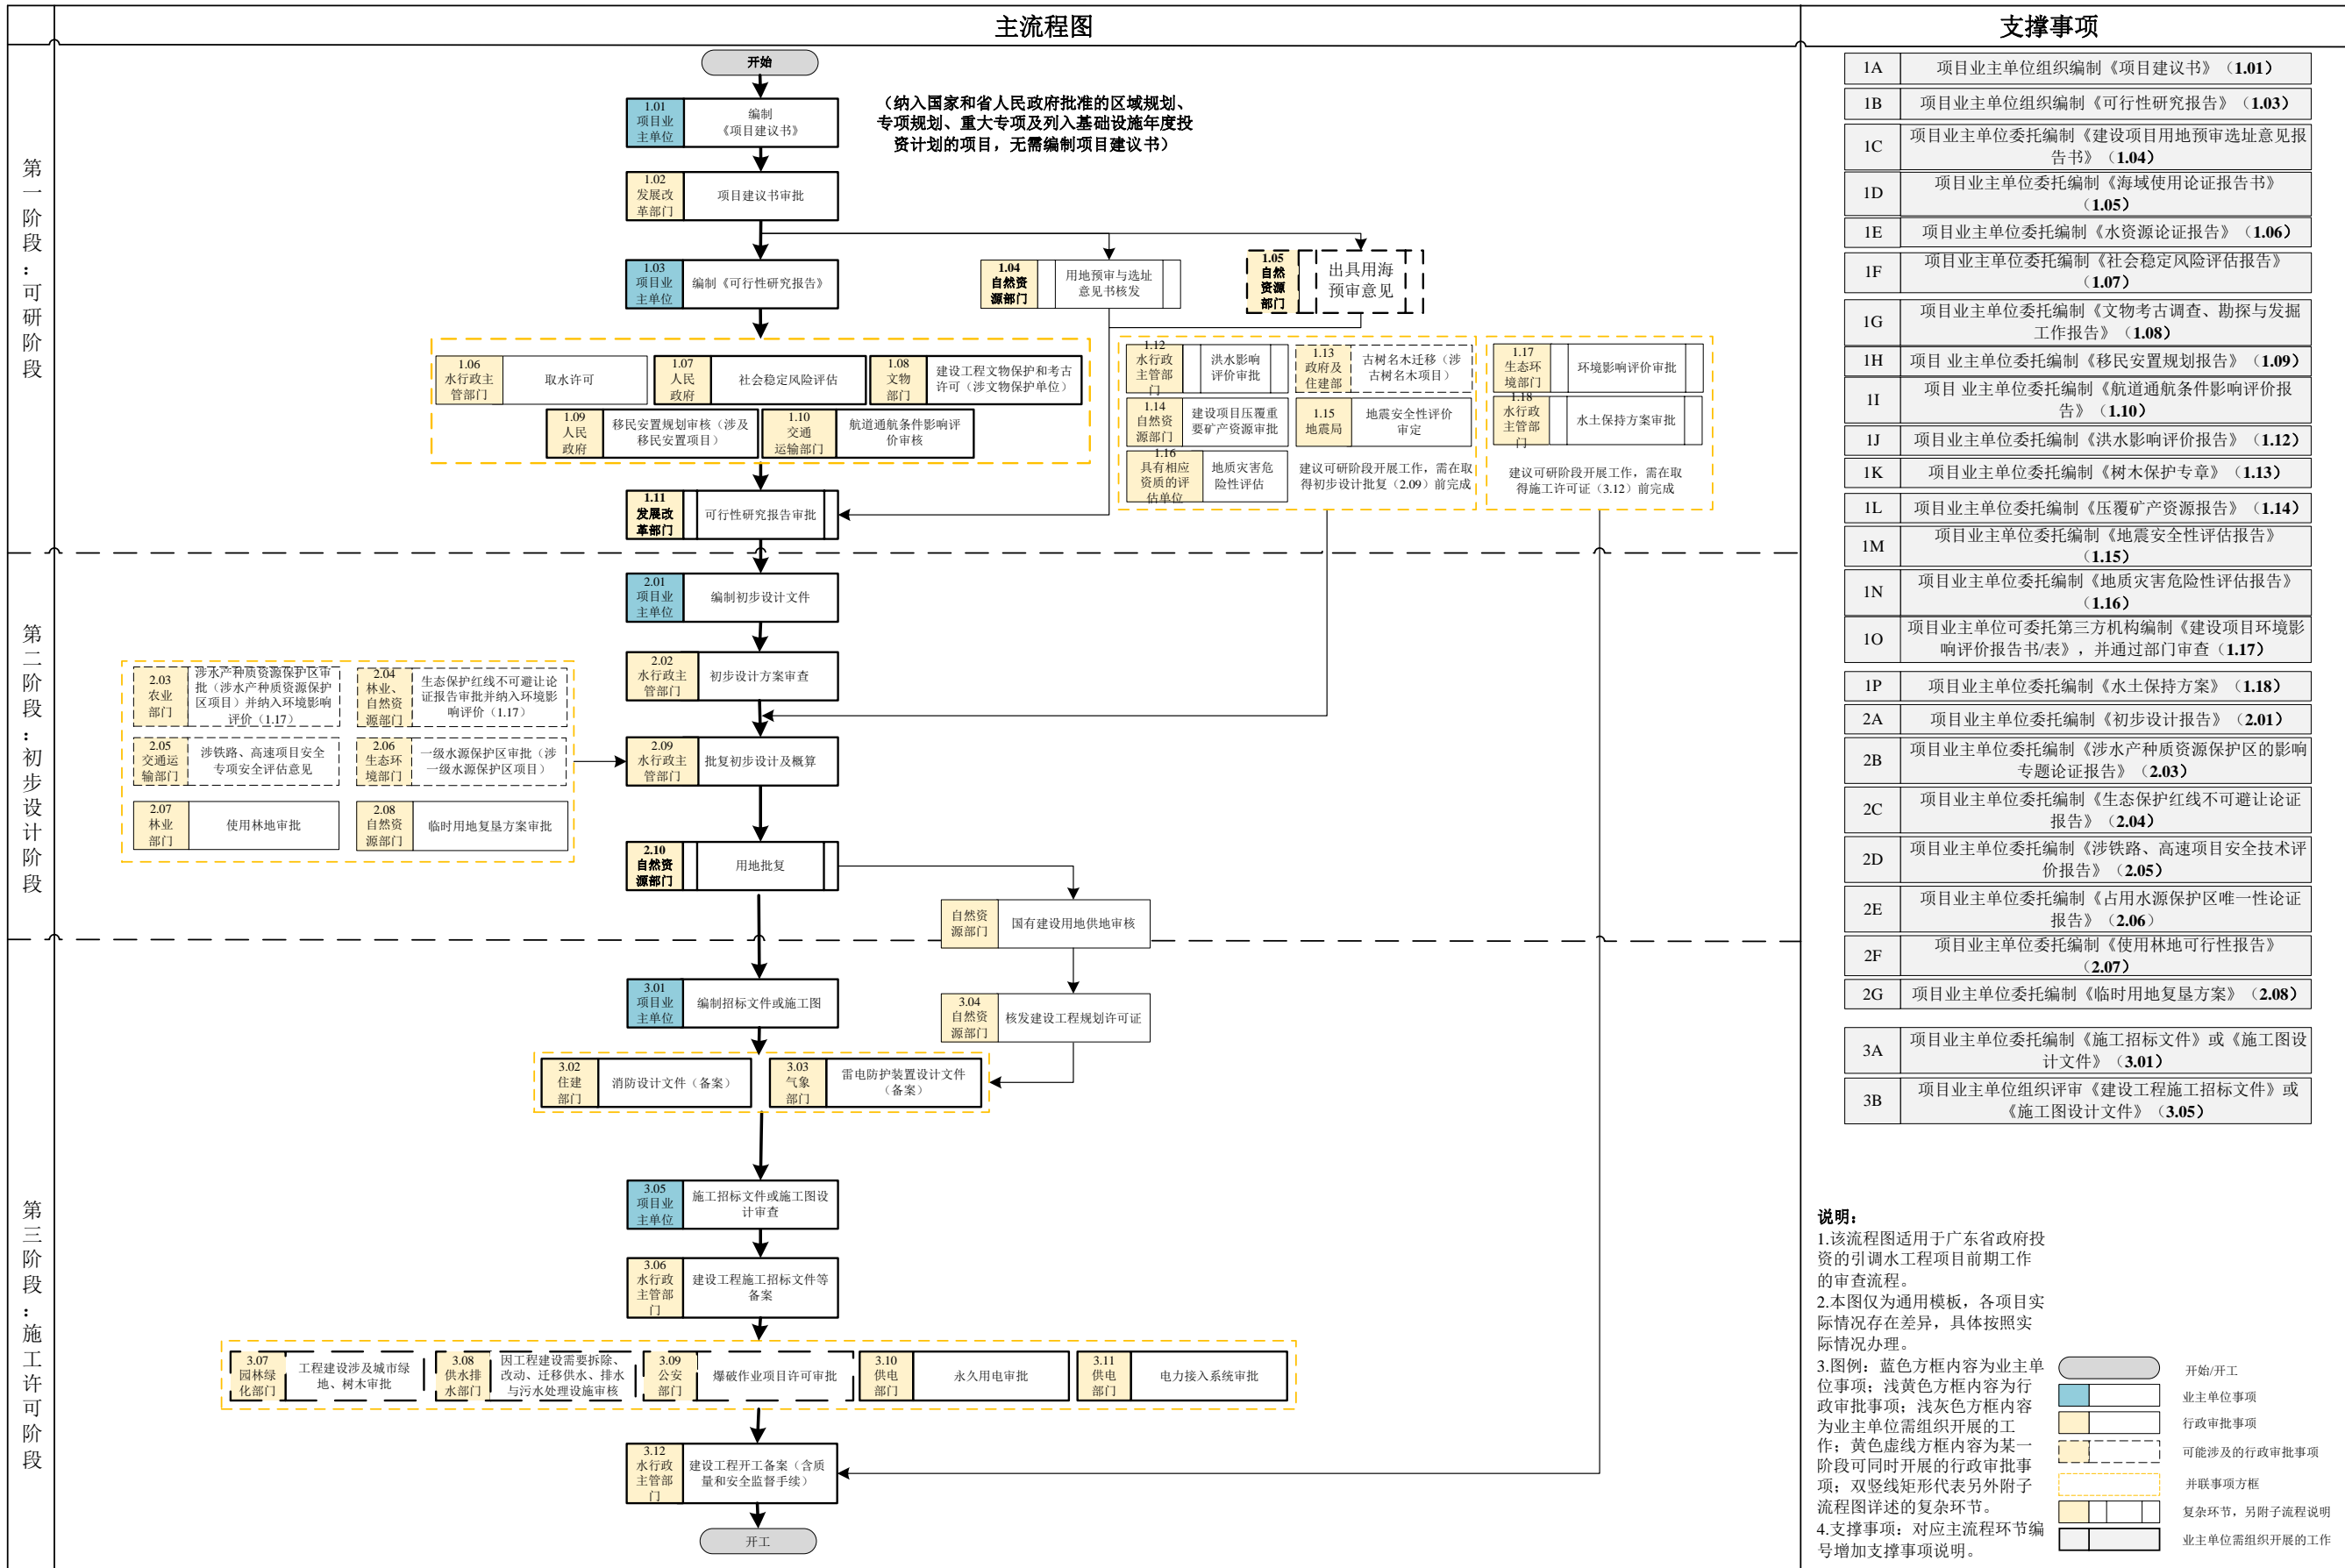 主流程图
支撑事项
第一阶段：可研阶段
开始
1.01
项目业
主单位
编制
《项目建议书》
（纳入国家和省人民政府批准的区域规划、
专项规划、重大专项及列入基础设施年度投
资计划的项目，无需编制项目建议书）
1.02
发展改
革部门
项目建议书审批
1.03
项目业
主单位
编制《可行性研究报告》
1.04
自然资
源部门
用地预审与选址
意见书核发
1.05
自然
资源
部门
出具用海
预审意见
1.06
水行政主
管部门
取水许可
1.07
人民
政府
社会稳定风险评估
1.08
文物
部门
建设工程文物保护和考古
许可（涉文物保护单位）
1.09
人民
政府
移民安置规划审核（涉及
移民安置项目）
1.10
交通
运输部门
航道通航条件影响评
价审核
1.11
发展改
革部门
可行性研究报告审批
1.12
水行政
主管部
门
洪水影响
评价审批
1.13
政府及
住建部
古树名木迁移（涉
古树名木项目）
1.14
自然资
源部门
建设项目压覆重
要矿产资源审批
1.15
地震局
地震安全性评价
审定
1.16
具有相应
资质的评
估单位
地质灾害危
险性评估
建议可研阶段开展工作，需在取
得初步设计批复（2.09）前完成
1.17
生态环
境部门
环境影响评价审批
1.18
水行政
主管部
门
水土保持方案审批
建议可研阶段开展工作，需在取
得施工许可证（3.12）前完成
第二阶段：初步设计阶段
2.01
项目业
主单位
编制初步设计文件
2.02
水行政主
管部门
初步设计方案审查
2.03
农业
部门
涉水产种质资源保护区审
批（涉水产种质资源保护
区项目）并纳入环境影响
评价（1.17）
2.04
林业、
自然资
源部门
生态保护红线不可避让论
证报告审批并纳入环境影
响评价（1.17）
2.05
交通运
输部门
涉铁路、高速项目安全
专项安全评估意见
2.06
生态环
境部门
一级水源保护区审批（涉
一级水源保护区项目）
2.07
林业
部门
使用林地审批
2.08
自然资
源部门
临时用地复垦方案审批
2.09
水行政主
管部门
批复初步设计及概算
2.10
自然资
源部门
用地批复
自然资
源部门
国有建设用地供地审核
第三阶段：施工许可阶段
3.01
项目业
主单位
编制招标文件或施工图
3.04
自然资
源部门
核发建设工程规划许可证
3.02
住建
部门
消防设计文件（备案）
3.03
气象
部门
雷电防护装置设计文件
（备案）
3.05
项目业
主单位
施工招标文件或施工图设
计审查
3.06
水行政
主管部
门
建设工程施工招标文件等
备案
3.07
园林绿
化部门
工程建设涉及城市绿
地、树木审批
3.08
供水排
水部门
因工程建设需要拆除、
改动、迁移供水、排水
与污水处理设施审核
3.09
公安
部门
爆破作业项目许可审批
3.10
供电
部门
永久用电审批
3.11
供电
部门
电力接入系统审批
3.12
水行政
主管部
门
建设工程开工备案（含质
量和安全监督手续）
开工
1A
项目业主单位组织编制《项目建议书》（1.01）
1B
项目业主单位组织编制《可行性研究报告》（1.03）
1C
项目业主单位委托编制《建设项目用地预审选址意见报
告书》（1.04）
1D
项目业主单位委托编制《海域使用论证报告书》
（1.05）
1E
项目业主单位委托编制《水资源论证报告》（1.06）
1F
项目业主单位委托编制《社会稳定风险评估报告》
（1.07）
1G
项目业主单位委托编制《文物考古调查、勘探与发掘
工作报告》（1.08）
1H
项目 业主单位委托编制《移民安置规划报告》（1.09）
1I
项目 业主单位委托编制《航道通航条件影响评价报
告》（1.10）
1J
项目业主单位委托编制《洪水影响评价报告》（1.12）
1K
项目业主单位委托编制《树木保护专章》（1.13）
1L
项目业主单位委托编制《压覆矿产资源报告》（1.14）
1M
项目业主单位委托编制《地震安全性评估报告》
（1.15）
1N
项目业主单位委托编制《地质灾害危险性评估报告》
（1.16）
1O
项目业主单位可委托第三方机构编制《建设项目环境影
响评价报告书/表》，并通过部门审查（1.17）
1P
项目业主单位委托编制《水土保持方案》（1.18）
2A
项目业主单位委托编制《初步设计报告》（2.01）
2B
项目业主单位委托编制《涉水产种质资源保护区的影响
专题论证报告》（2.03）
2C
项目业主单位委托编制《生态保护红线不可避让论证
报告》（2.04）
2D
项目业主单位委托编制《涉铁路、高速项目安全技术评
价报告》（2.05）
2E
项目业主单位委托编制《占用水源保护区唯一性论证
报告》（2.06）
2F
项目业主单位委托编制《使用林地可行性报告》
（2.07）
2G
项目业主单位委托编制《临时用地复垦方案》（2.08）
3A
项目业主单位委托编制《施工招标文件》或《施工图设
计文件》（3.01）
3B
项目业主单位组织评审《建设工程施工招标文件》或
《施工图设计文件》（3.05）
说明：
1.该流程图适用于广东省政府投
资的引调水工程项目前期工作
的审查流程。
2.本图仅为通用模板，各项目实
际情况存在差异，具体按照实
际情况办理。
3.图例：蓝色方框内容为业主单
位事项；浅黄色方框内容为行
政审批事项；浅灰色方框内容
为业主单位需组织开展的工
作；黄色虚线方框内容为某一
阶段可同时开展的行政审批事
项；双竖线矩形代表另外附子
流程图详述的复杂环节。
4.支撑事项：对应主流程环节编
号增加支撑事项说明。
开始/开工
业主单位事项
行政审批事项
可能涉及的行政审批事项
并联事项方框
复杂环节，另附子流程说明
业主单位需组织开展的工作